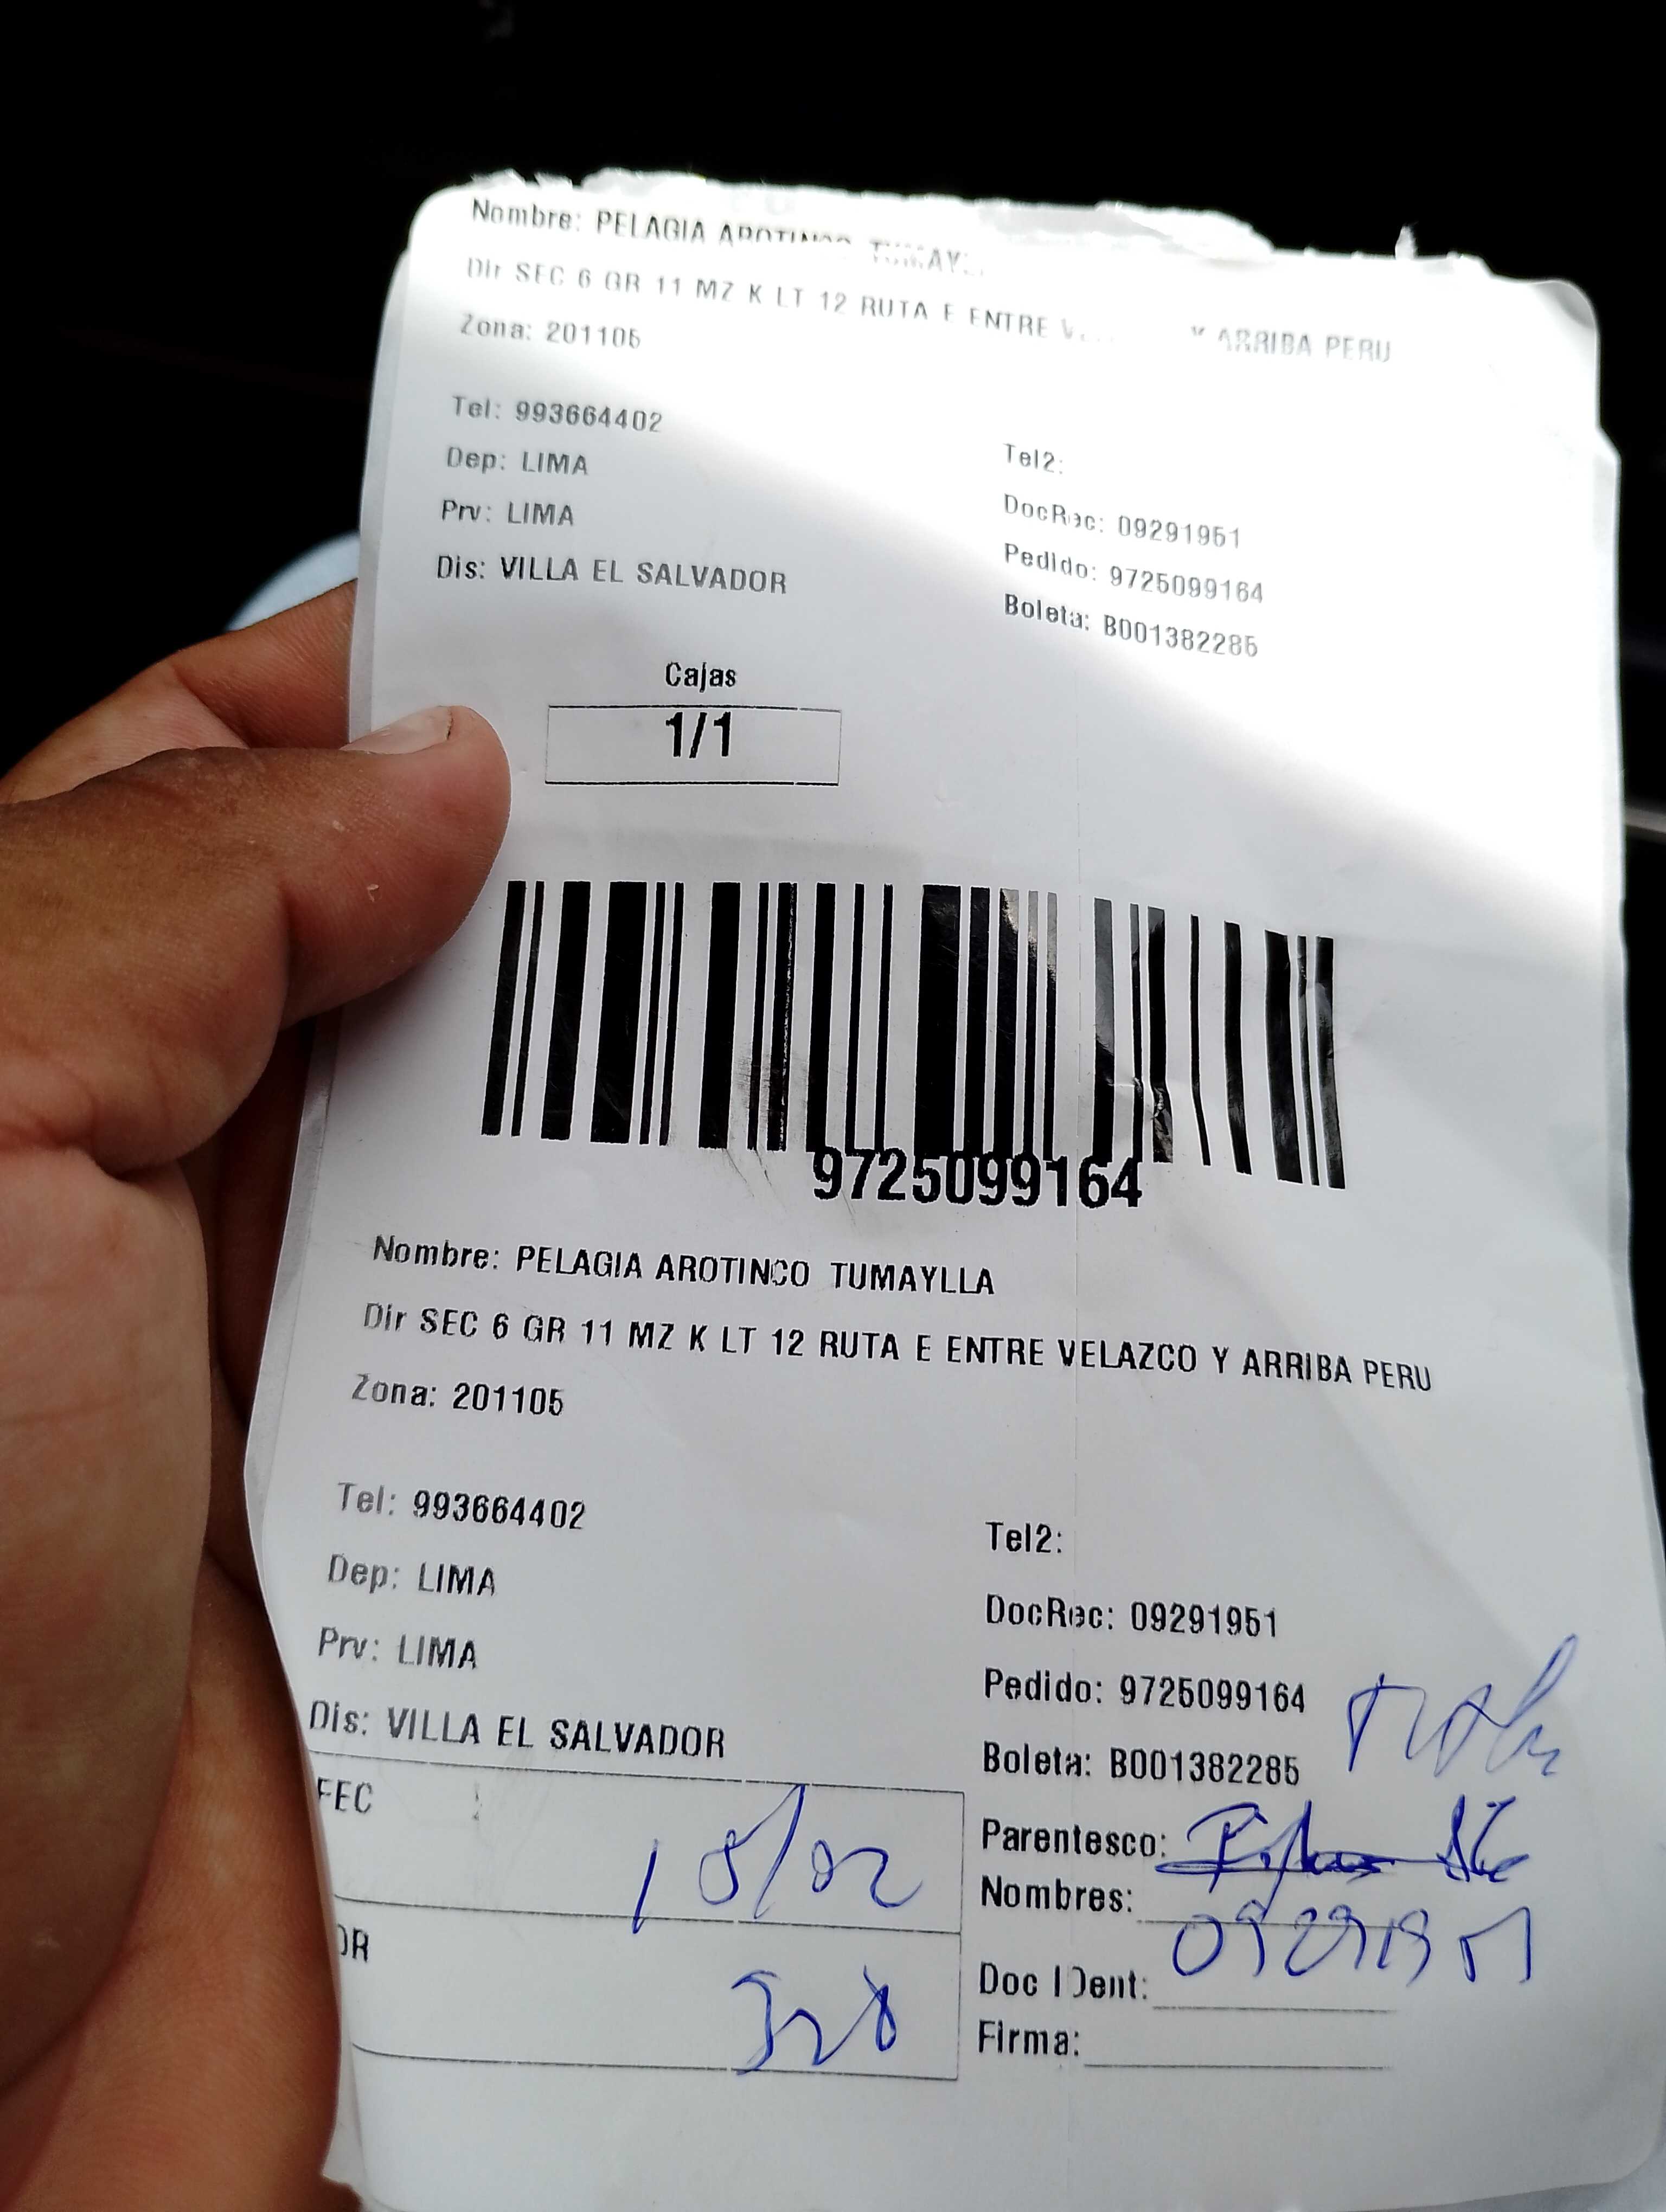 Nombre: PELAGIA AROTINCO TUMAY
Dir SEC 6 GR 11 MZ K LT 12 RUTA E ENTRE Y ARRIBA PERU
Zona: 201105
Tel: 993664402
Tel2:
Dep: LIMA
DocRec: 09291951
Prv: LIMA
Pedido: 9725099164
Dis: VILLA EL SALVADOR
Boleta: B001382285
Cajas
1/1
9725099164
Nombre: PELAGIA AROTINCO TUMAYLLA
Dir SEC 6 GR 11 MZ K LT 12 RUTA E ENTRE VELAZCO Y ARRIBA PERU
Zona: 201105
Tel: 993664402
Tel2:
Dep: LIMA
DocRec: 09291951
Prv: LIMA
Pedido: 9725099164
Dis: VILLA EL SALVADOR
Boleta: B001382285
FEC
18/02
Parentesco:
Nombres:
OR
328
Doc IDent: 09291951
Firma: